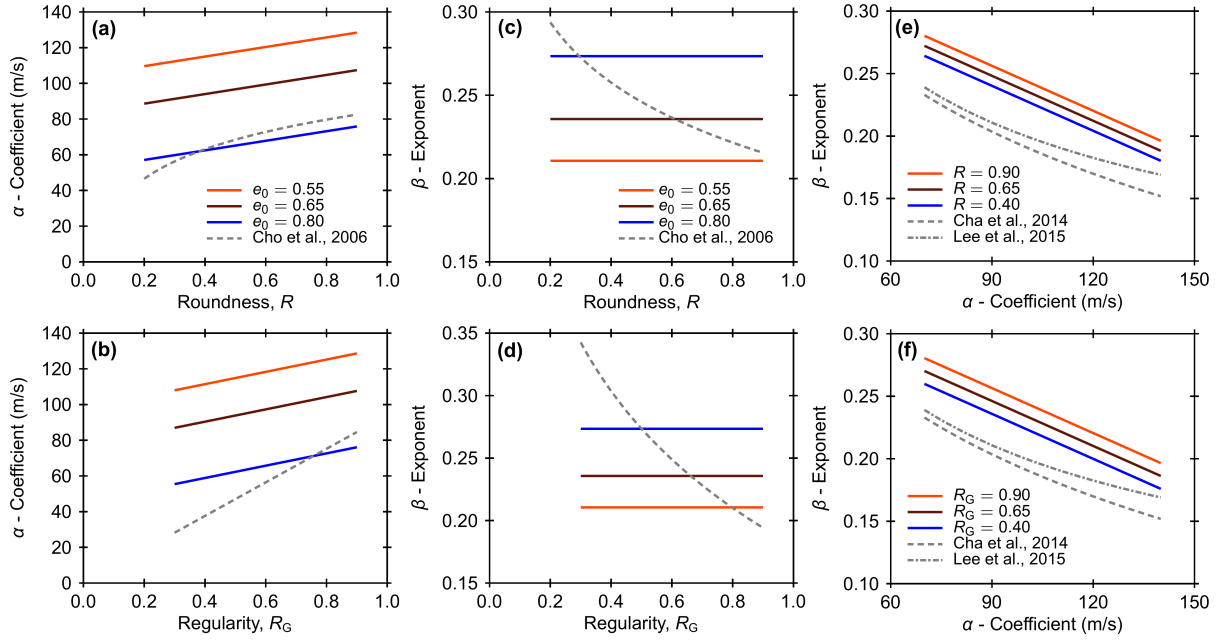 (a)
α - Coefficient (m/s)
140
120
100
80
60
40
20
0
e0 = 0.55
e0 = 0.65
e0 = 0.80
Cho et al., 2006
0.0 0.2 0.4 0.6 0.8 1.0
Roundness, R
(c)
β - Exponent
0.30
0.25
0.20
0.15
e0 = 0.55
e0 = 0.65
e0 = 0.80
Cho et al., 2006
0.0 0.2 0.4 0.6 0.8 1.0
Roundness, R
(e)
β - Exponent
0.30
0.25
0.20
0.15
0.10
R = 0.90
R = 0.65
R = 0.40
Cha et al., 2014
Lee et al., 2015
60 90 120 150
α - Coefficient (m/s)
(b)
α - Coefficient (m/s)
140
120
100
80
60
40
20
0
0.0 0.2 0.4 0.6 0.8 1.0
Regularity, RG
(d)
β - Exponent
0.35
0.30
0.25
0.20
0.15
0.0 0.2 0.4 0.6 0.8 1.0
Regularity, RG
(f)
β - Exponent
0.30
0.25
0.20
0.15
0.10
RG = 0.90
RG = 0.65
RG = 0.40
Cha et al., 2014
Lee et al., 2015
60 90 120 150
α - Coefficient (m/s)